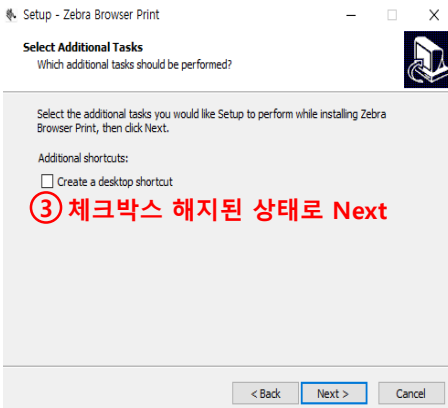 Setup - Zebra Browser Print
Select Additional Tasks
Which additional tasks should be performed?
Select the additional tasks you would like Setup to perform while installing Zebra
Browser Print, then click Next.
Additional shortcuts:
Create a desktop shortcut
③ 체크박스 해지된 상태로 Next
< Back Next > Cancel